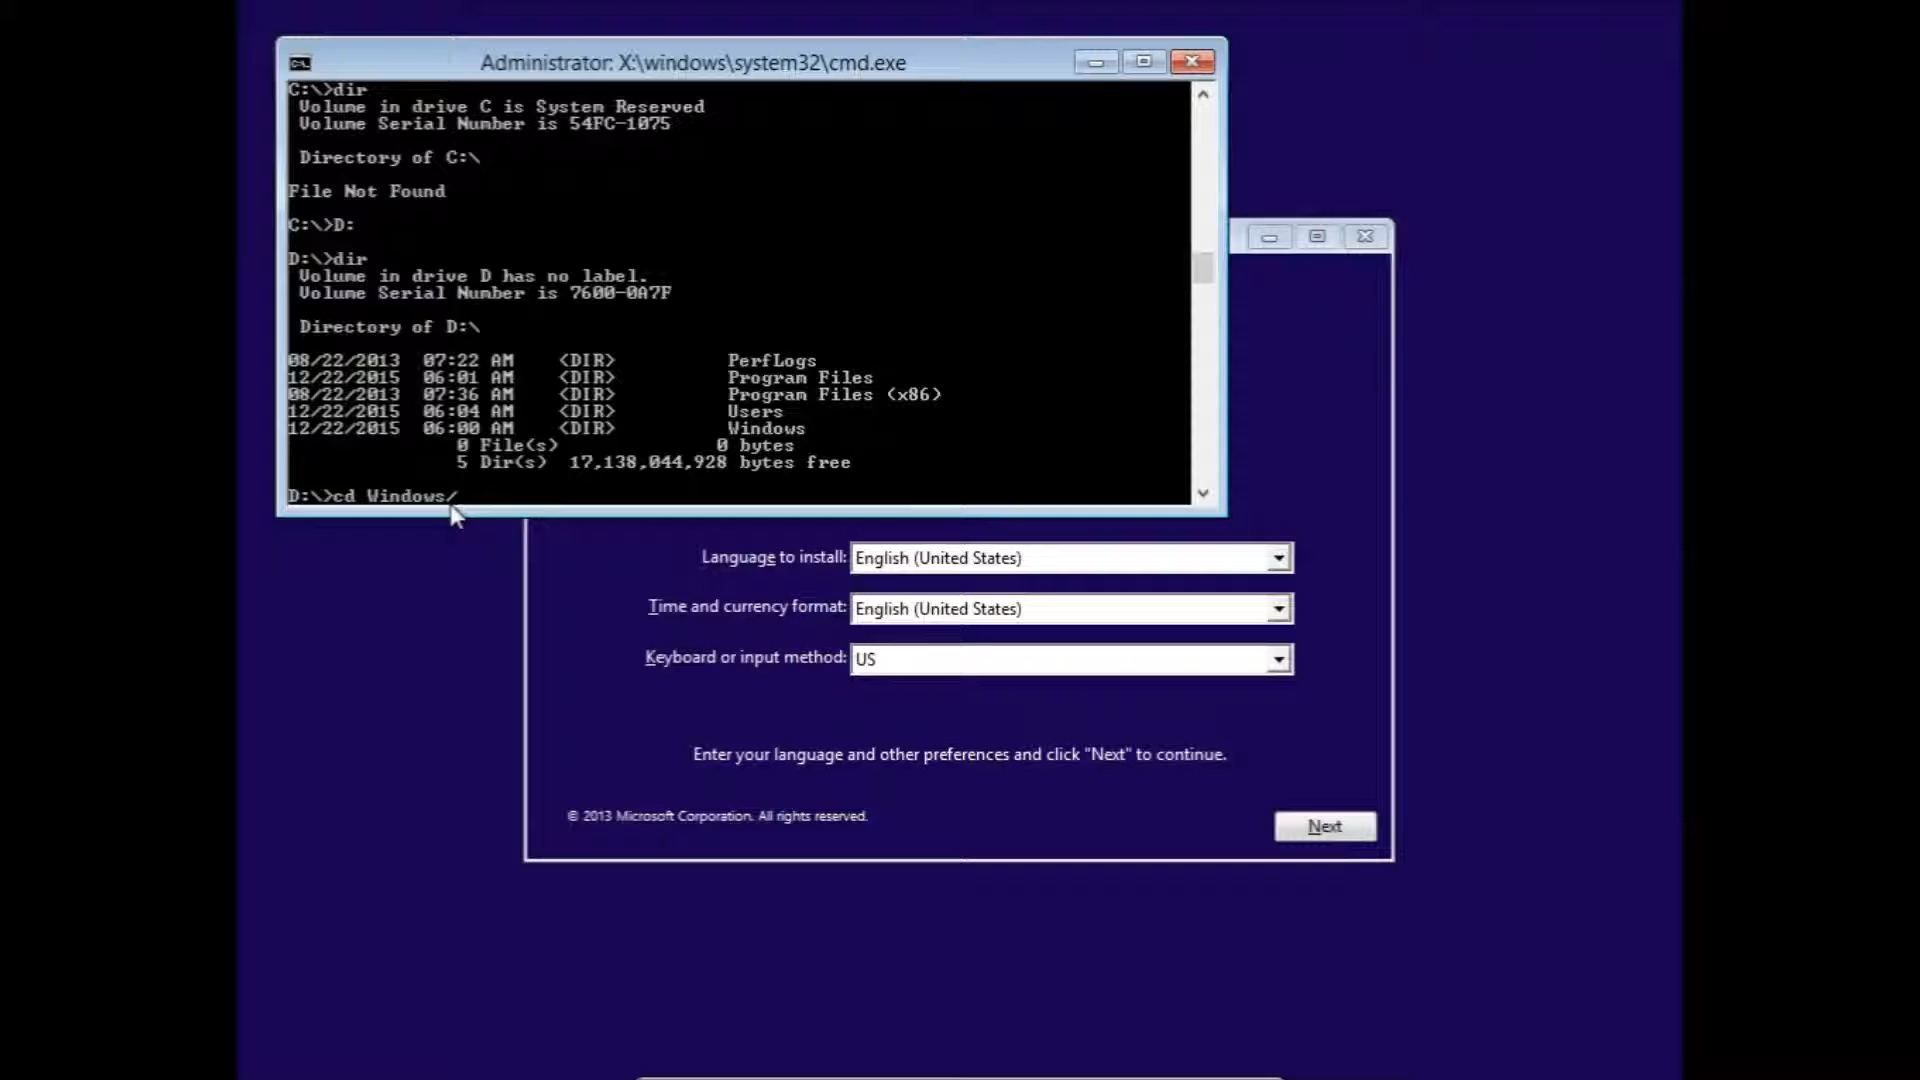 Administrator: X:\windows\system32\cmd.exe
C:\>dir
Volume in drive C is System Reserved
Volume Serial Number is 54FC-1075
Directory of C:\
File Not Found
C:\>D:
D:\>dir
Volume in drive D has no label.
Volume Serial Number is 7600-0A7F
Directory of D:\
08/22/2013  07:22 AM    <DIR>          PerfLogs
12/22/2015  06:01 AM    <DIR>          Program Files
08/22/2013  07:36 AM    <DIR>          Program Files (x86)
12/22/2015  06:04 AM    <DIR>          Users
12/22/2015  06:00 AM    <DIR>          Windows
0 File(s)              0 bytes
5 Dir(s)  17,138,044,928 bytes free
D:\>cd Windows/
Language to install: English (United States)
Time and currency format: English (United States)
Keyboard or input method: US
Enter your language and other preferences and click "Next" to continue.
© 2013 Microsoft Corporation. All rights reserved.
Next